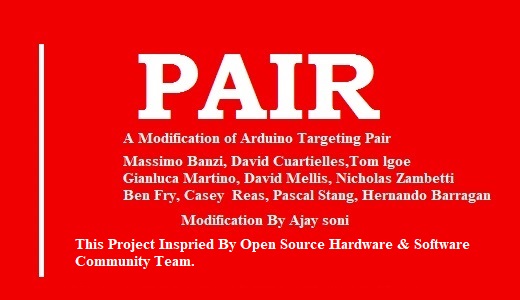 PAIR
A Modification of Arduino Targeting Pair
Massimo Banzi, David Cuartielles,Tom lgoe
Gianluca Martino, David Mellis, Nicholas Zambetti
Ben Fry, Casey Reas, Pascal Stang, Hernando Barragan
Modification By Ajay soni
This Project Inspried By Open Source Hardware & Software
Community Team.